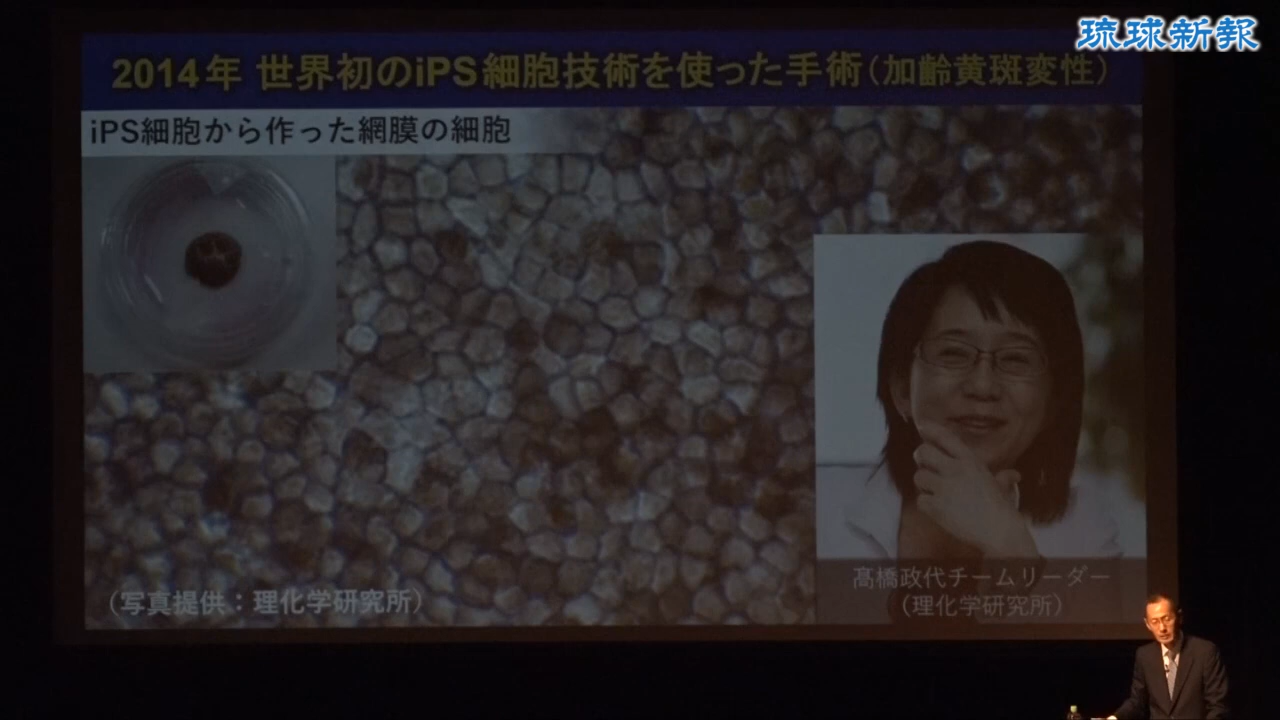 琉球新報
2014年 世界初のiPS細胞技術を使った手術(加齢黄斑変性)
iPS細胞から作った網膜の細胞
髙橋政代チームリーダー
(理化学研究所)
(写真提供:理化学研究所)